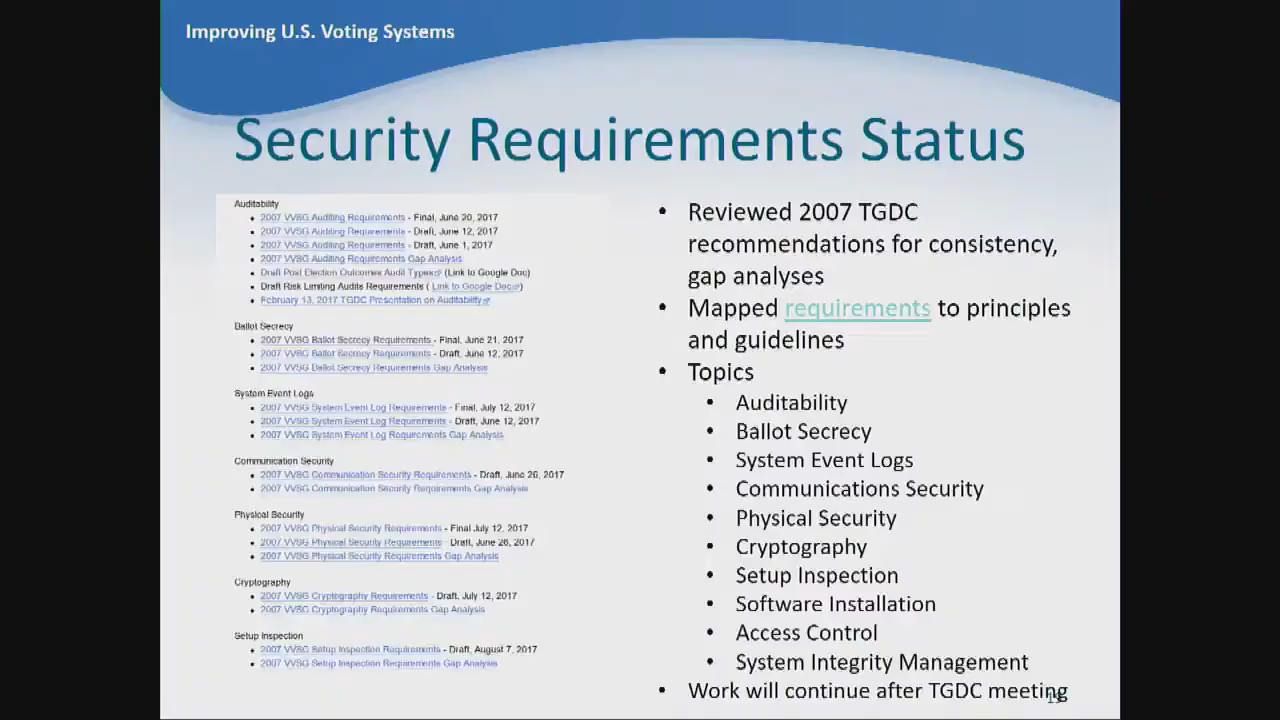 Improving U.S. Voting Systems
Security Requirements Status
Auditability
• 2007 VVSG Auditing Requirements - Final, June 20, 2017
• 2007 VVSG Auditing Requirements - Draft, June 12, 2017
• 2007 VVSG Auditing Requirements - Draft, June 1, 2017
• 2007 VVSG Auditing Requirements Gap Analysis
• Draft Post Election Outcomes Audit Types (Link to Google Doc)
• Draft Risk Limiting Audits Requirements ( Link to Google Doc)
• February 13, 2017 TGDC Presentation on Auditability
Ballot Secrecy
• 2007 VVSG Ballot Secrecy Requirements - Final, June 21, 2017
• 2007 VVSG Ballot Secrecy Requirements - Draft, June 12, 2017
• 2007 VVSG Ballot Secrecy Requirements Gap Analysis
System Event Logs
• 2007 VVSG System Event Log Requirements - Final, July 12, 2017
• 2007 VVSG System Event Log Requirements - Draft, June 12, 2017
• 2007 VVSG System Event Log Requirements Gap Analysis
Communication Security
• 2007 VVSG Communication Security Requirements - Draft, June 26, 2017
• 2007 VVSG Communication Security Requirements Gap Analysis
Physical Security
• 2007 VVSG Physical Security Requirements - Final July 12, 2017
• 2007 VVSG Physical Security Requirements - Draft, June 26, 2017
• 2007 VVSG Physical Security Requirements Gap Analysis
Cryptography
• 2007 VVSG Cryptography Requirements - Draft, July 12, 2017
• 2007 VVSG Cryptography Requirements Gap Analysis
Setup Inspection
• 2007 VVSG Setup Inspection Requirements - Draft, August 7, 2017
• 2007 VVSG Setup Inspection Requirements Gap Analysis
• Reviewed 2007 TGDC
recommendations for consistency,
gap analyses
• Mapped requirements to principles
and guidelines
• Topics
• Auditability
• Ballot Secrecy
• System Event Logs
• Communications Security
• Physical Security
• Cryptography
• Setup Inspection
• Software Installation
• Access Control
• System Integrity Management
• Work will continue after TGDC meeting